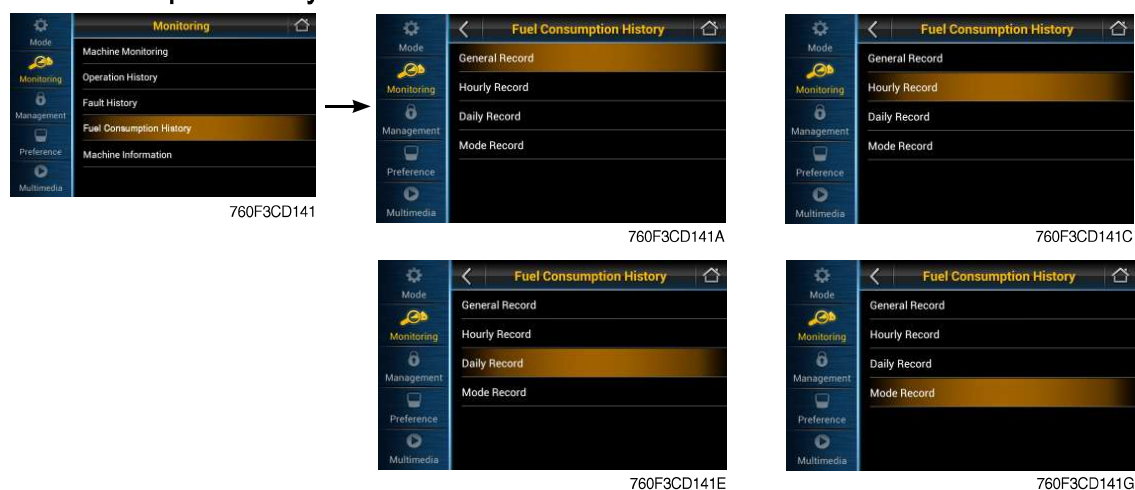 Monitoring
Mode
Monitoring
Management
Preference
Multimedia
Machine Monitoring
Operation History
Fault History
Fuel Consumption History
Machine Information
760F3CD141
Fuel Consumption History
Mode
Monitoring
Management
Preference
Multimedia
General Record
Hourly Record
Daily Record
Mode Record
760F3CD141A
Fuel Consumption History
Mode
Monitoring
Management
Preference
Multimedia
General Record
Hourly Record
Daily Record
Mode Record
760F3CD141C
Fuel Consumption History
Mode
Monitoring
Management
Preference
Multimedia
General Record
Hourly Record
Daily Record
Mode Record
760F3CD141E
Fuel Consumption History
Mode
Monitoring
Management
Preference
Multimedia
General Record
Hourly Record
Daily Record
Mode Record
760F3CD141G